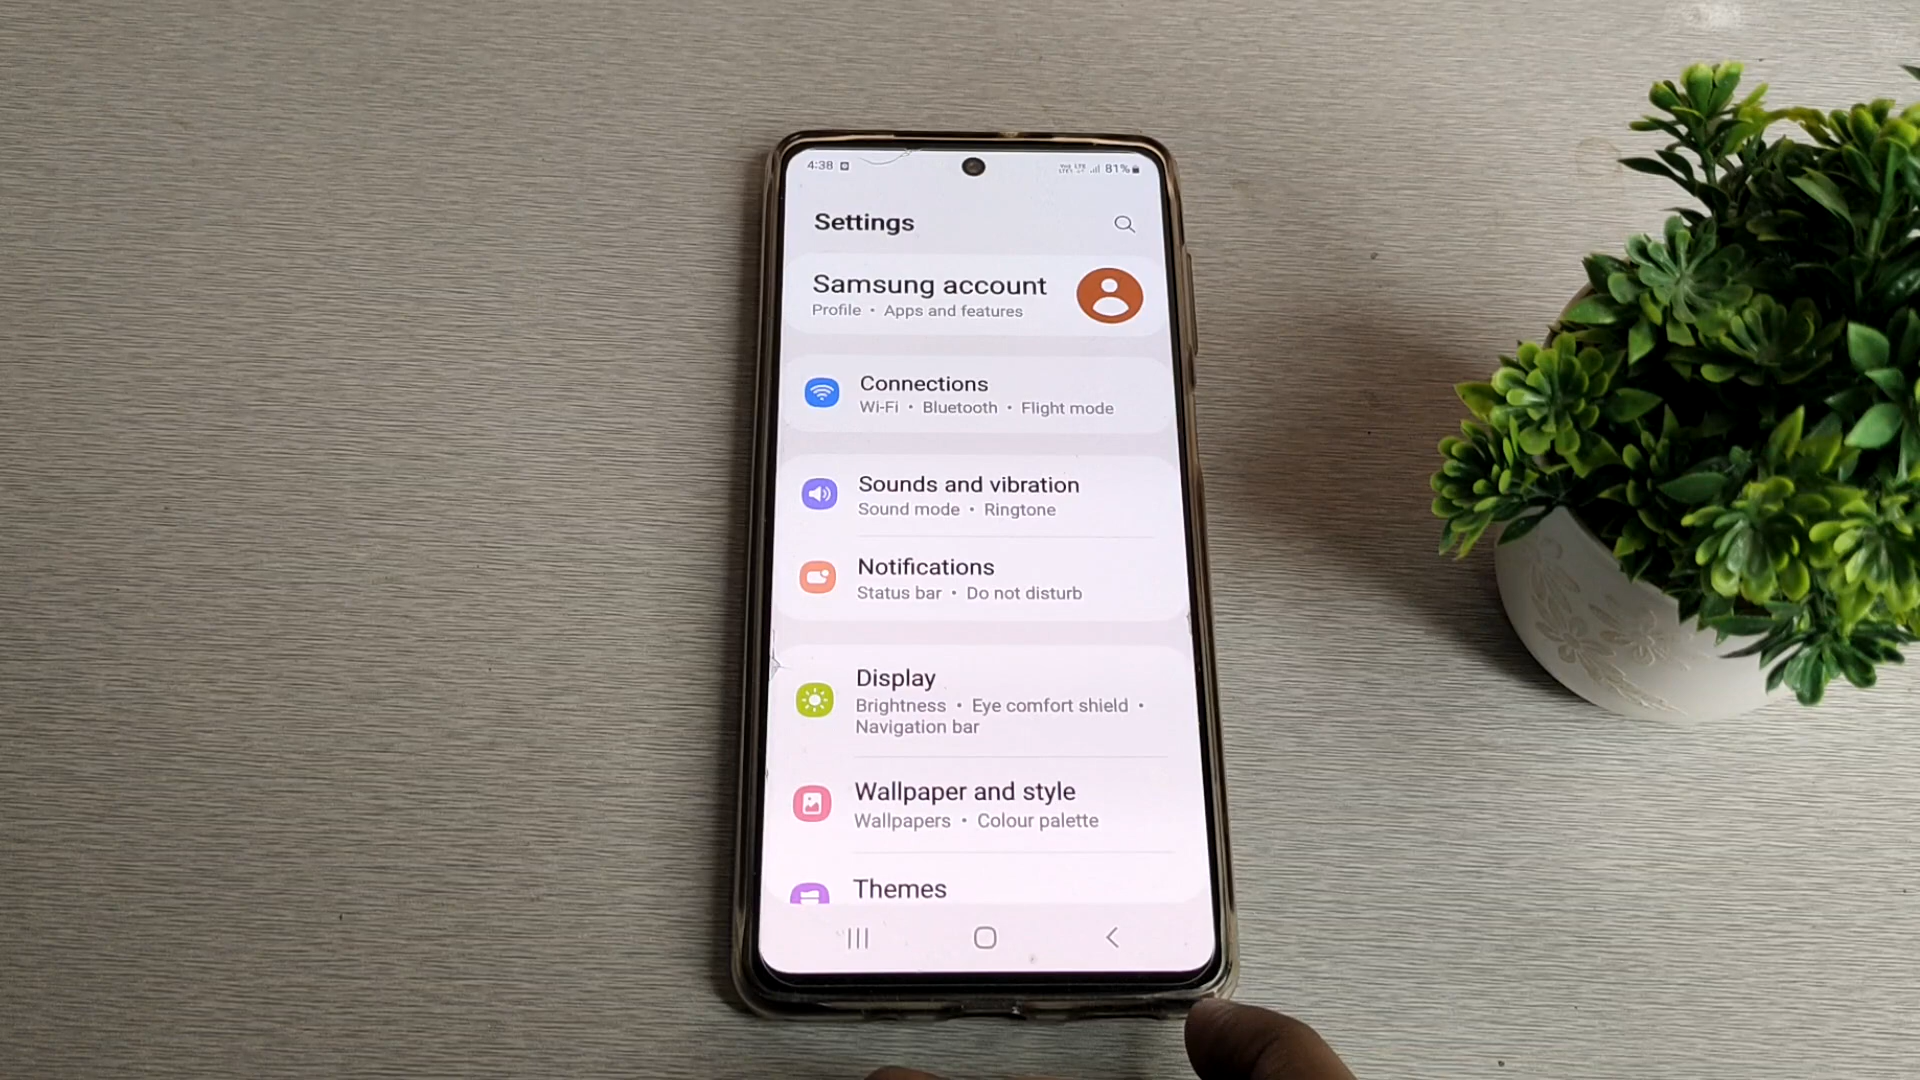 4:38
81%
Settings
Samsung account
Profile • Apps and features
Connections
Wi-Fi • Bluetooth • Flight mode
Sounds and vibration
Sound mode • Ringtone
Notifications
Status bar • Do not disturb
Display
Brightness • Eye comfort shield •
Navigation bar
Wallpaper and style
Wallpapers • Colour palette
Themes